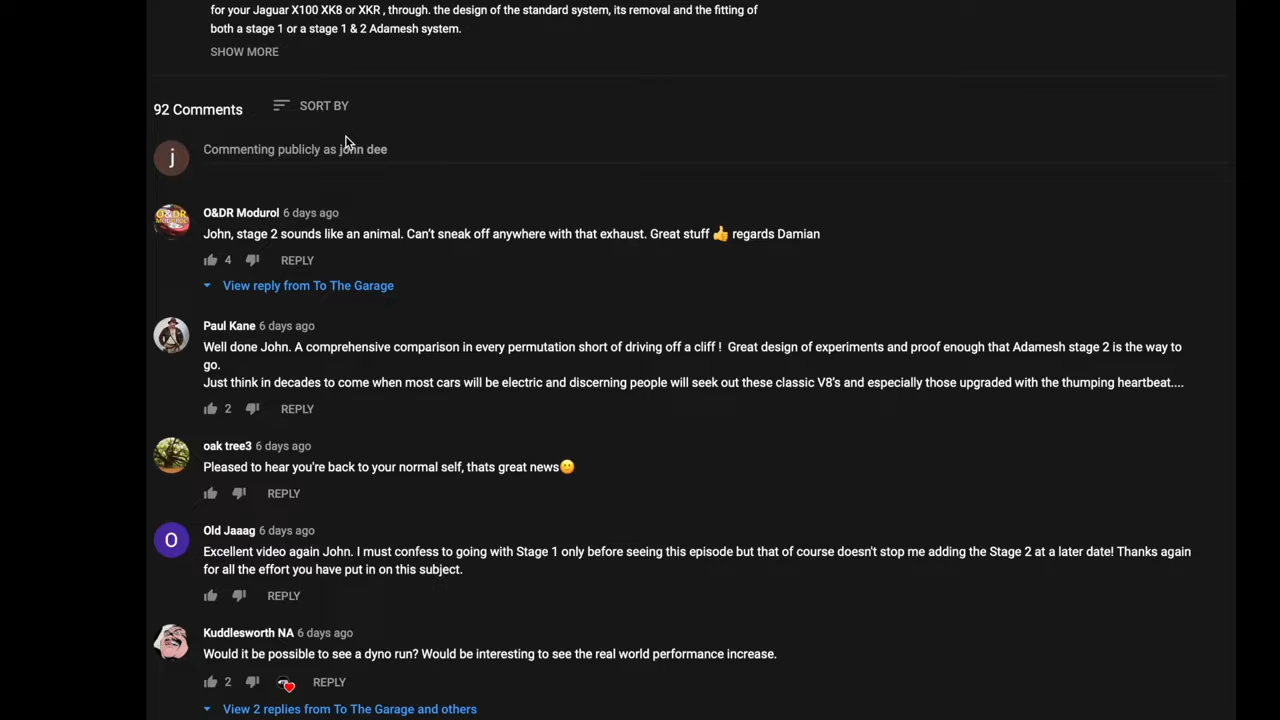 for your Jaguar X100 XK8 or XKR , through. the design of the standard system, its removal and the fitting of
both a stage 1 or a stage 1 & 2 Adamesh system.
SHOW MORE
92 Comments
SORT BY
j
Commenting publicly as john dee
O&DR
MODUROL
O&DR Modurol 6 days ago
John, stage 2 sounds like an animal. Can't sneak off anywhere with that exhaust. Great stuff 👍 regards Damian
4 REPLY
View reply from To The Garage
Paul Kane 6 days ago
Well done John. A comprehensive comparison in every permutation short of driving off a cliff ! Great design of experiments and proof enough that Adamesh stage 2 is the way to
go.
Just think in decades to come when most cars will be electric and discerning people will seek out these classic V8's and especially those upgraded with the thumping heartbeat....
2 REPLY
oak tree3 6 days ago
Pleased to hear you're back to your normal self, thats great news🙂
REPLY
O
Old Jaaag 6 days ago
Excellent video again John. I must confess to going with Stage 1 only before seeing this episode but that of course doesn't stop me adding the Stage 2 at a later date! Thanks again
for all the effort you have put in on this subject.
REPLY
Kuddlesworth NA 6 days ago
Would it be possible to see a dyno run? Would be interesting to see the real world performance increase.
2 REPLY
View 2 replies from To The Garage and others